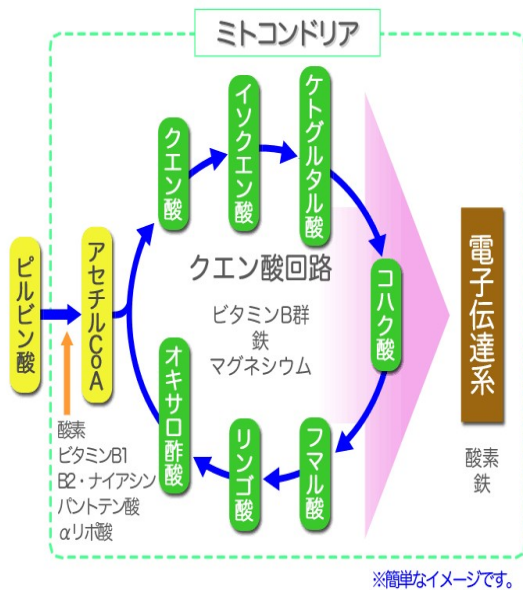 ミトコンドリア
ピルビン酸
アセチルCoA
クエン酸
イソクエン酸
ケトグルタル酸
コハク酸
フマル酸
リンゴ酸
オキサロ酢酸
クエン酸回路
ビタミンB群
鉄
マグネシウム
酸素
ビタミンB1
B2・ナイアシン
パントテン酸
αリポ酸
電子伝達系
酸素
鉄
※簡単なイメージです。